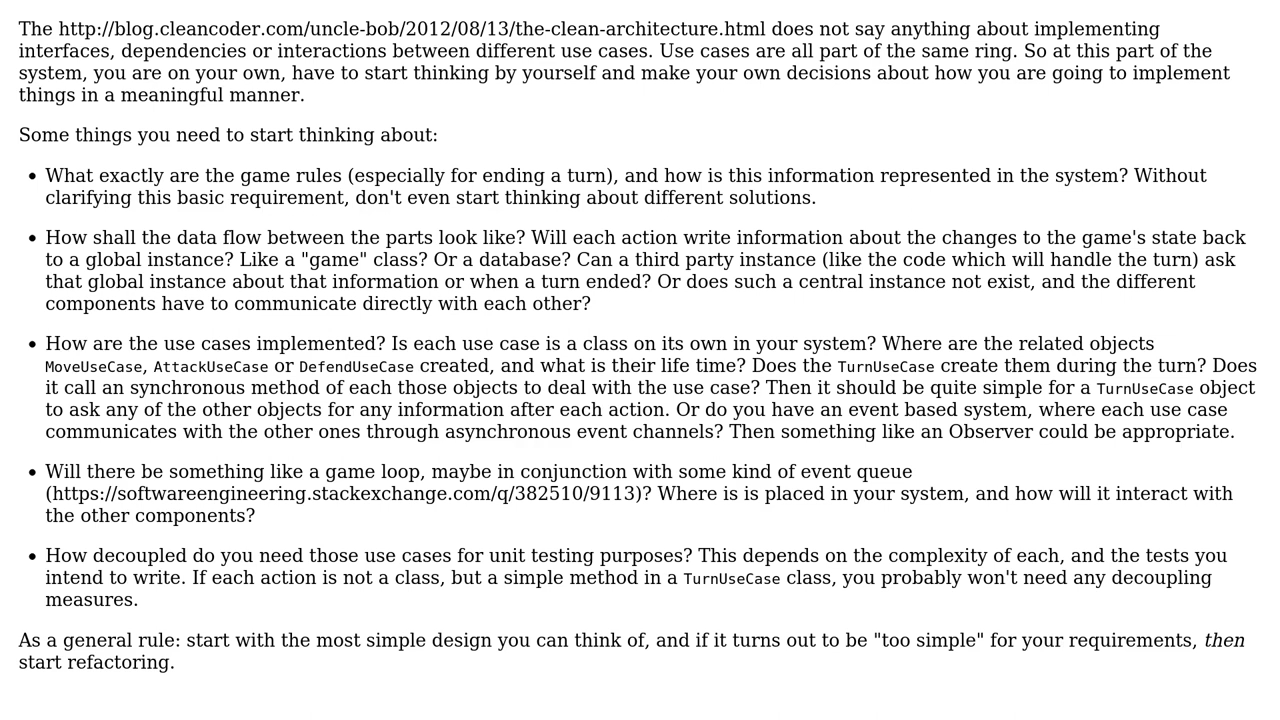 The http://blog.cleancoder.com/uncle-bob/2012/08/13/the-clean-architecture.html does not say anything about implementing
interfaces, dependencies or interactions between different use cases. Use cases are all part of the same ring. So at this part of the
system, you are on your own, have to start thinking by yourself and make your own decisions about how you are going to implement
things in a meaningful manner.
Some things you need to start thinking about:
• What exactly are the game rules (especially for ending a turn), and how is this information represented in the system? Without
clarifying this basic requirement, don't even start thinking about different solutions.
• How shall the data flow between the parts look like? Will each action write information about the changes to the game's state back
to a global instance? Like a "game" class? Or a database? Can a third party instance (like the code which will handle the turn) ask
that global instance about that information or when a turn ended? Or does such a central instance not exist, and the different
components have to communicate directly with each other?
• How are the use cases implemented? Is each use case is a class on its own in your system? Where are the related objects
MoveUseCase, AttackUseCase or DefendUseCase created, and what is their life time? Does the TurnUseCase create them during the turn? Does
it call an synchronous method of each those objects to deal with the use case? Then it should be quite simple for a TurnUseCase object
to ask any of the other objects for any information after each action. Or do you have an event based system, where each use case
communicates with the other ones through asynchronous event channels? Then something like an Observer could be appropriate.
• Will there be something like a game loop, maybe in conjunction with some kind of event queue
(https://softwareengineering.stackexchange.com/q/382510/9113)? Where is is placed in your system, and how will it interact with
the other components?
• How decoupled do you need those use cases for unit testing purposes? This depends on the complexity of each, and the tests you
intend to write. If each action is not a class, but a simple method in a TurnUseCase class, you probably won't need any decoupling
measures.
As a general rule: start with the most simple design you can think of, and if it turns out to be "too simple" for your requirements, then
start refactoring.